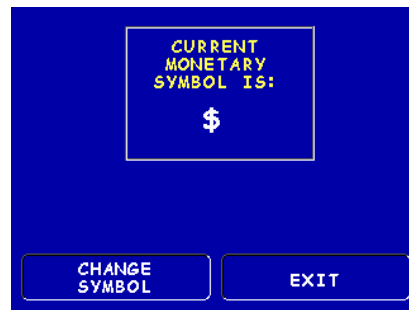 CURRENT
MONETARY
SYMBOL IS:
$
CHANGE
SYMBOL
EXIT